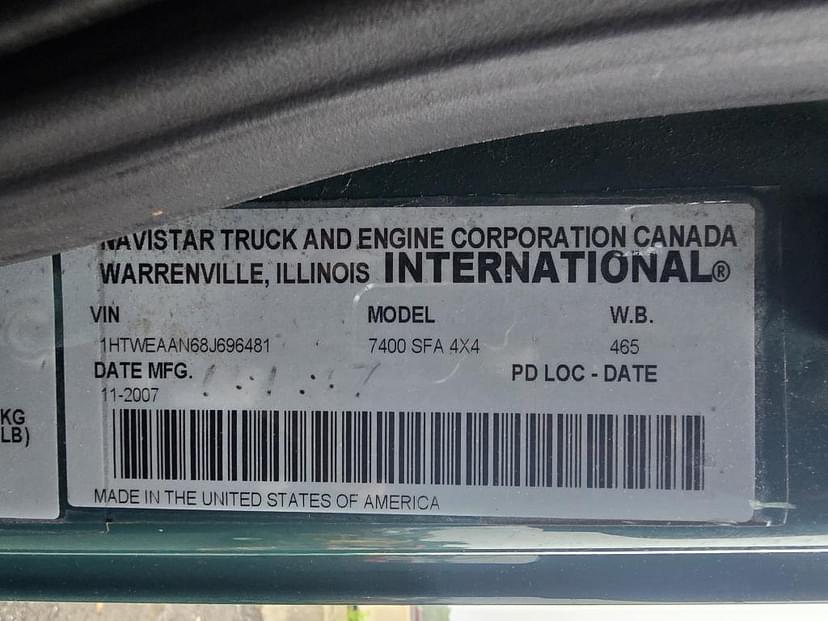 NAVISTAR TRUCK AND ENGINE CORPORATION CANADA
WARRENVILLE, ILLINOIS INTERNATIONAL®
VIN MODEL W.B.
1HTWEAAN68J696481 7400 SFA 4X4 465
DATE MFG. PD LOC - DATE
11-2007
MADE IN THE UNITED STATES OF AMERICA
KG
LB)